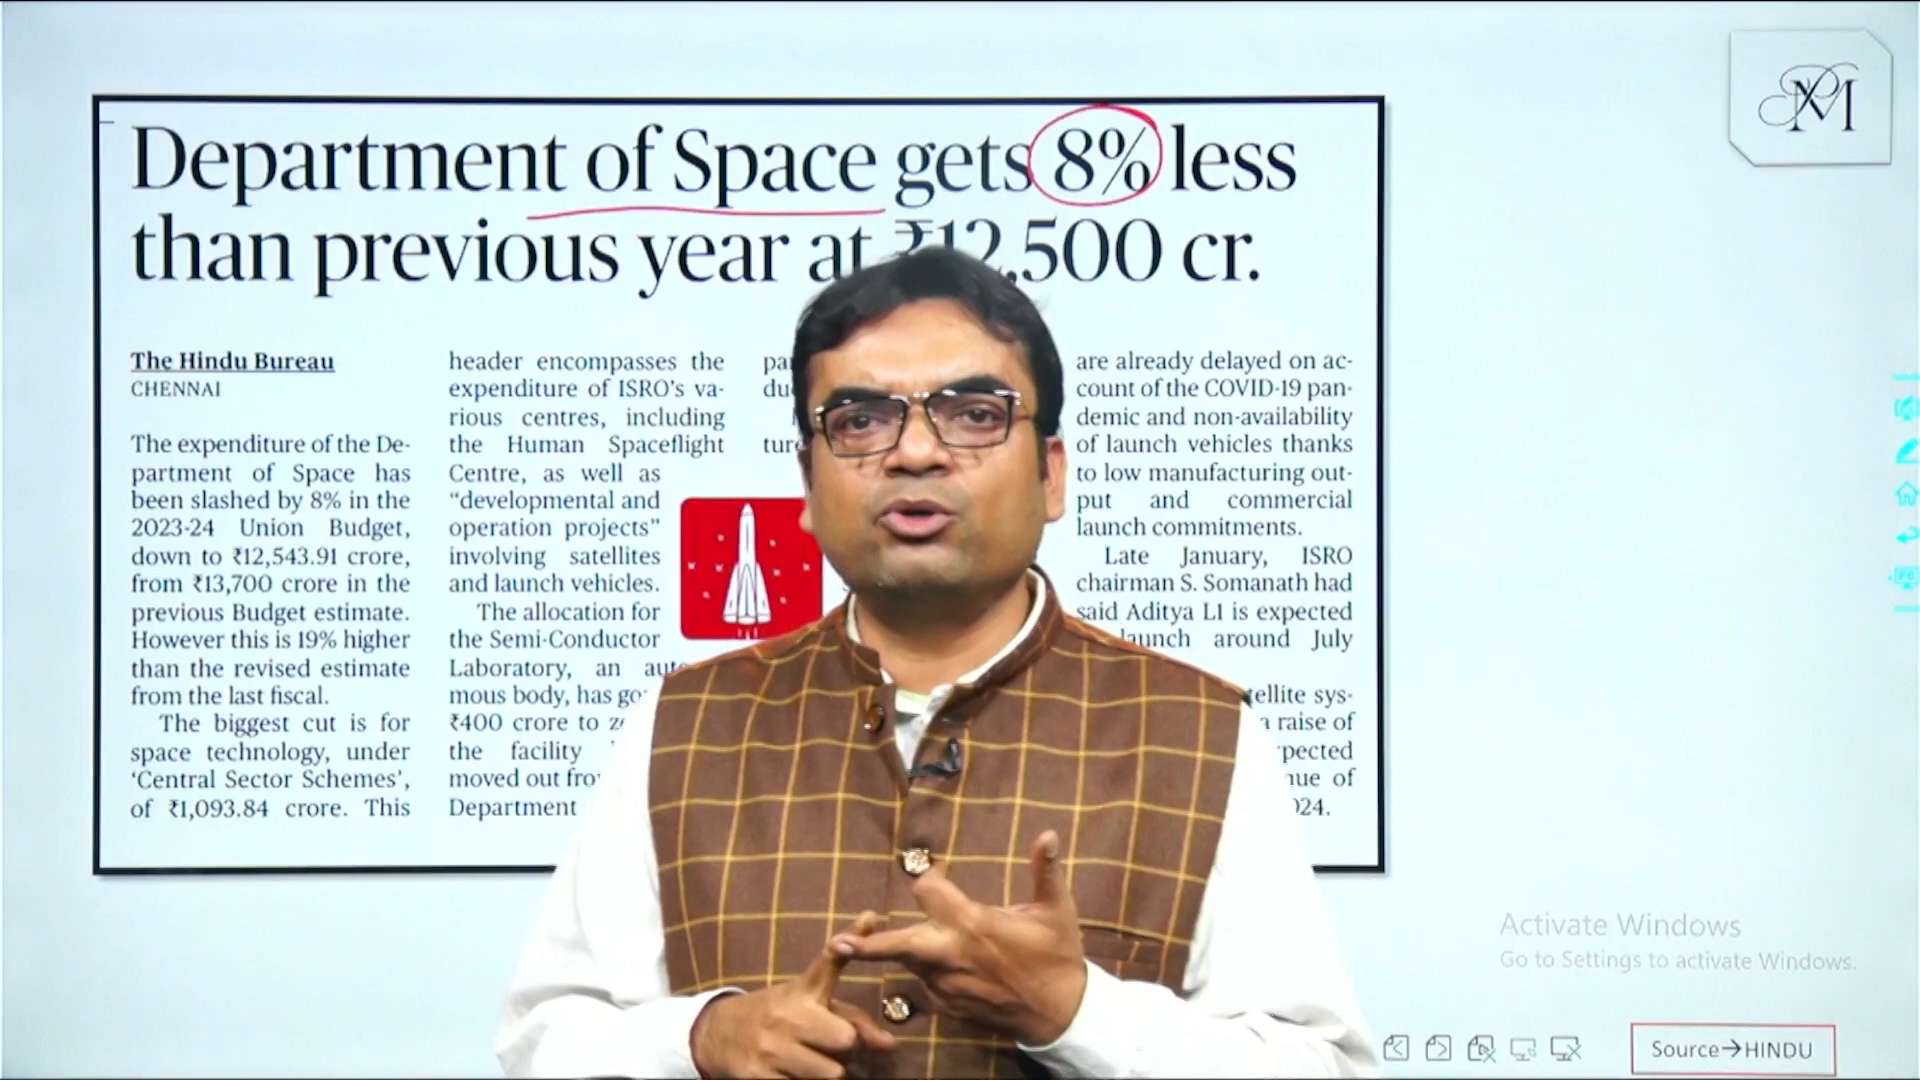 Department of Space gets 8% less
than previous year at ₹12,500 cr.
The Hindu Bureau
CHENNAI
The expenditure of the De-
partment of Space has
been slashed by 8% in the
2023-24 Union Budget,
down to ₹12,543.91 crore,
from ₹13,700 crore in the
previous Budget estimate.
However this is 19% higher
than the revised estimate
from the last fiscal.
The biggest cut is for
space technology, under
‘Central Sector Schemes’,
of ₹1,093.84 crore. This
header encompasses the
expenditure of ISRO’s va-
rious centres, including
the Human Spaceflight
Centre, as well as
“developmental and
operation projects”
involving satellites
and launch vehicles.
The allocation for
the Semi-Conductor
Laboratory, an
mous body, has
₹400 crore to
the facility
moved out
Department
are already delayed on ac-
count of the COVID-19 pan-
demic and non-availability
of launch vehicles thanks
to low manufacturing out-
put and commercial
launch commitments.
Late January, ISRO
chairman S. Somanath had
said Aditya L1 is expected
launch around July
sys-
a raise of
of
Activate Windows
Go to Settings to activate Windows.
Source→HINDU